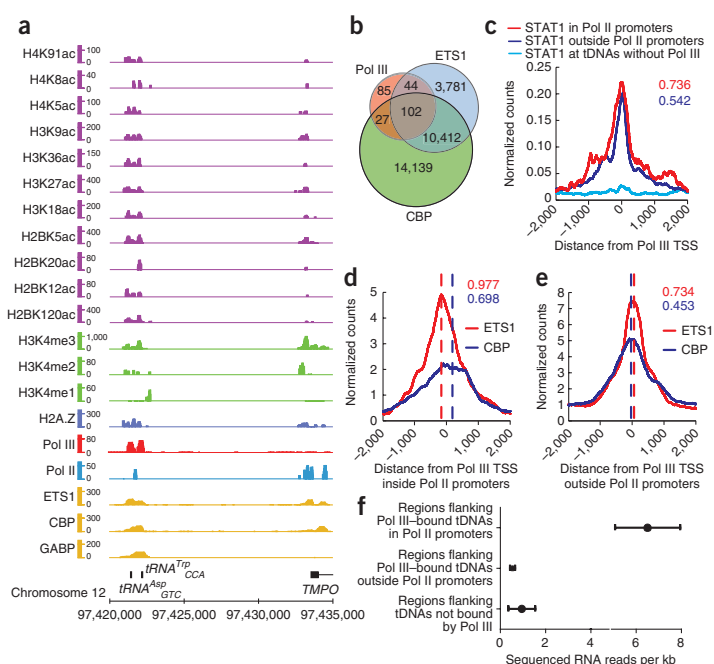 a
H4K91ac 100 0
H4K8ac 40 0
H4K5ac 100 0
H3K9ac 200 0
H3K36ac 150 0
H3K27ac 400 0
H3K18ac 200 0
H2BK5ac 400 0
H2BK20ac 80 0
H2BK12ac 80 0
H2BK120ac 400 0
H3K4me3 1,000 0
H3K4me2 80 0
H3K4me1 60 0
H2A.Z 300 0
Pol III 80 0
Pol II 50 0
ETS1 300 0
CBP 300 0
GABP 200 0
tRNA Trp CCA
tRNA Asp GTC
TMPO
Chromosome 12
97,420,000 97,425,000 97,430,000 97,435,000
b
ETS1
Pol III
85 44 3,781
27 102
10,412
14,139
CBP
c
STAT1 in Pol II promoters
STAT1 outside Pol II promoters
STAT1 at tDNAs without Pol III
0.736
0.542
Normalized counts
0.25
0.20
0.15
0.10
0.05
0
−2,000 −1,000 0 1,000 2,000
Distance from Pol III TSS
d
0.977
0.698
ETS1
CBP
Normalized counts
5
4
3
2
1
0
−2,000 −1,000 0 1,000 2,000
Distance from Pol III TSS
inside Pol II promoters
e
0.734
0.453
ETS1
CBP
Normalized counts
8
7
6
5
4
3
2
1
0
−2,000 −1,000 0 1,000 2,000
Distance from Pol III TSS
outside Pol II promoters
f
Regions flanking
Pol III–bound tDNAs
in Pol II promoters
Regions flanking
Pol III–bound tDNAs
outside Pol II promoters
Regions flanking
tDNAs not bound
by Pol III
0 2 4 6 8
Sequenced RNA reads per kb